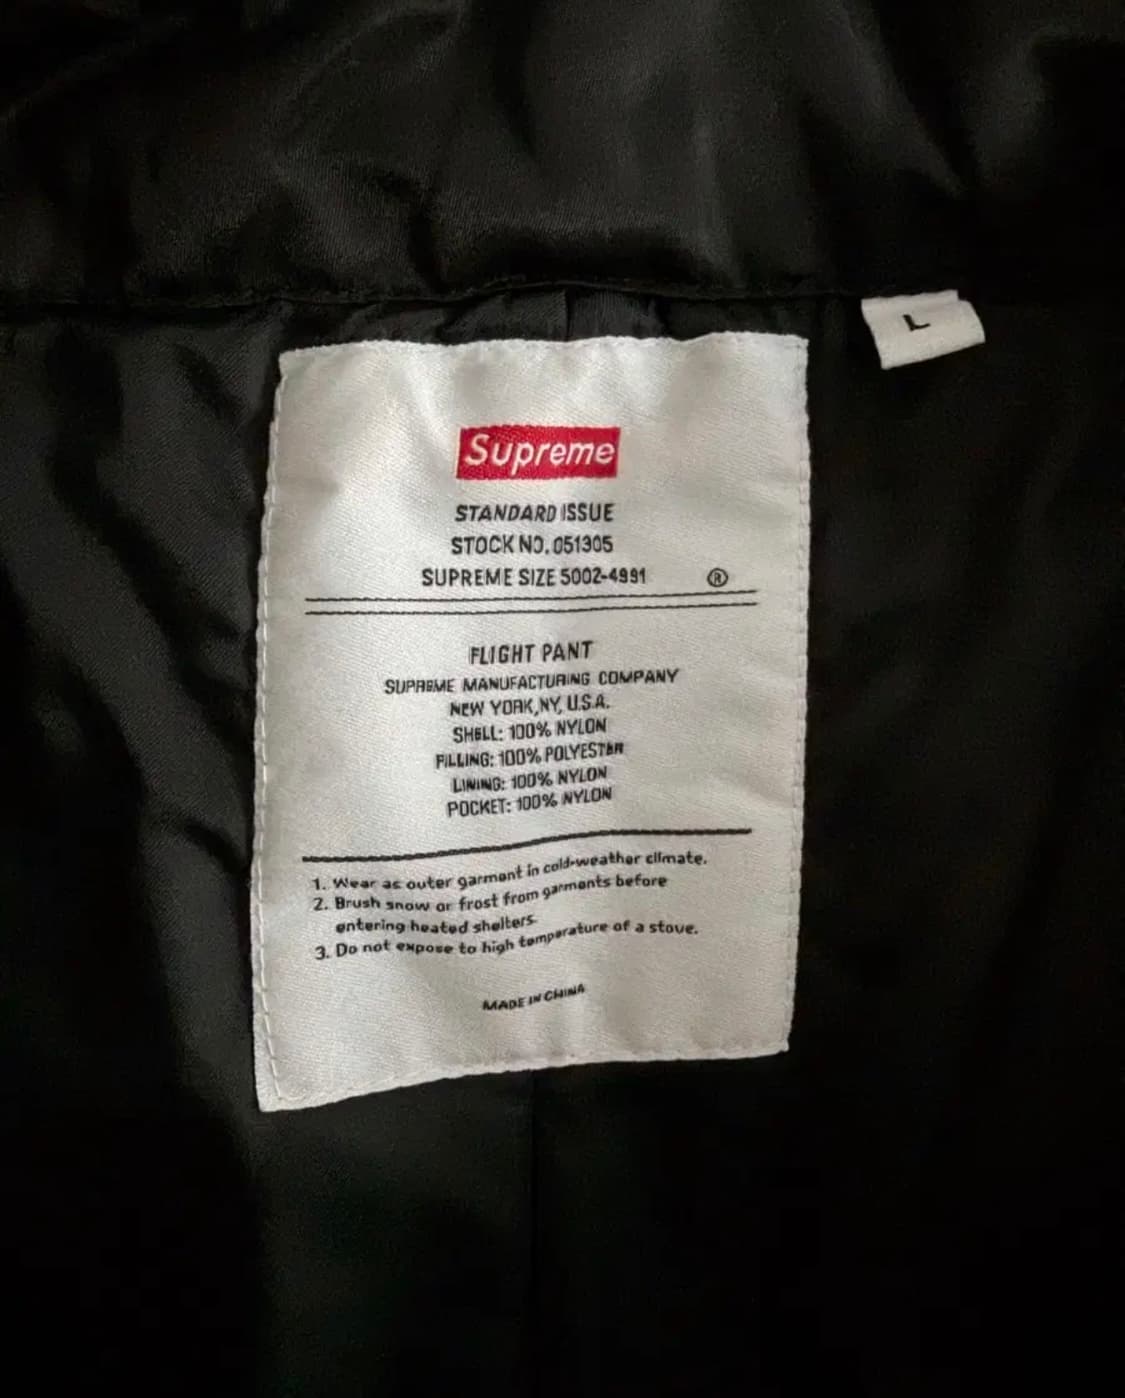 L
Supreme
STANDARD ISSUE
STOCK NO. 051305
SUPREME SIZE 5002-4991 ®
FLIGHT PANT
SUPREME MANUFACTURING COMPANY
NEW YORK, NY, U.S.A.
SHELL: 100% NYLON
FILLING: 100% POLYESTER
LINING: 100% NYLON
POCKET: 100% NYLON
1. Wear as outer garment in cold-weather climate.
2. Brush snow or frost from garments before
entering heated shelters.
3. Do not expose to high temperature of a stove.
MADE IN CHINA